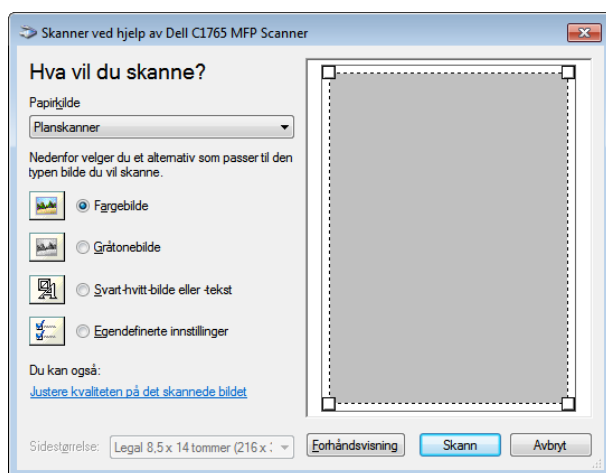 Skanner ved hjelp av Dell C1765 MFP Scanner
Hva vil du skanne?
Papirkilde
Planskanner
Nedenfor velger du et alternativ som passer til den
typen bilde du vil skanne.
Fargebilde
Gråtonebilde
Svart-hvitt-bilde eller -tekst
Egendefinerte innstillinger
Du kan også:
Justere kvaliteten på det skannede bildet
Sidestørrelse: Legal 8,5 x 14 tommer (216 x Forhåndsvisning Skann Avbryt